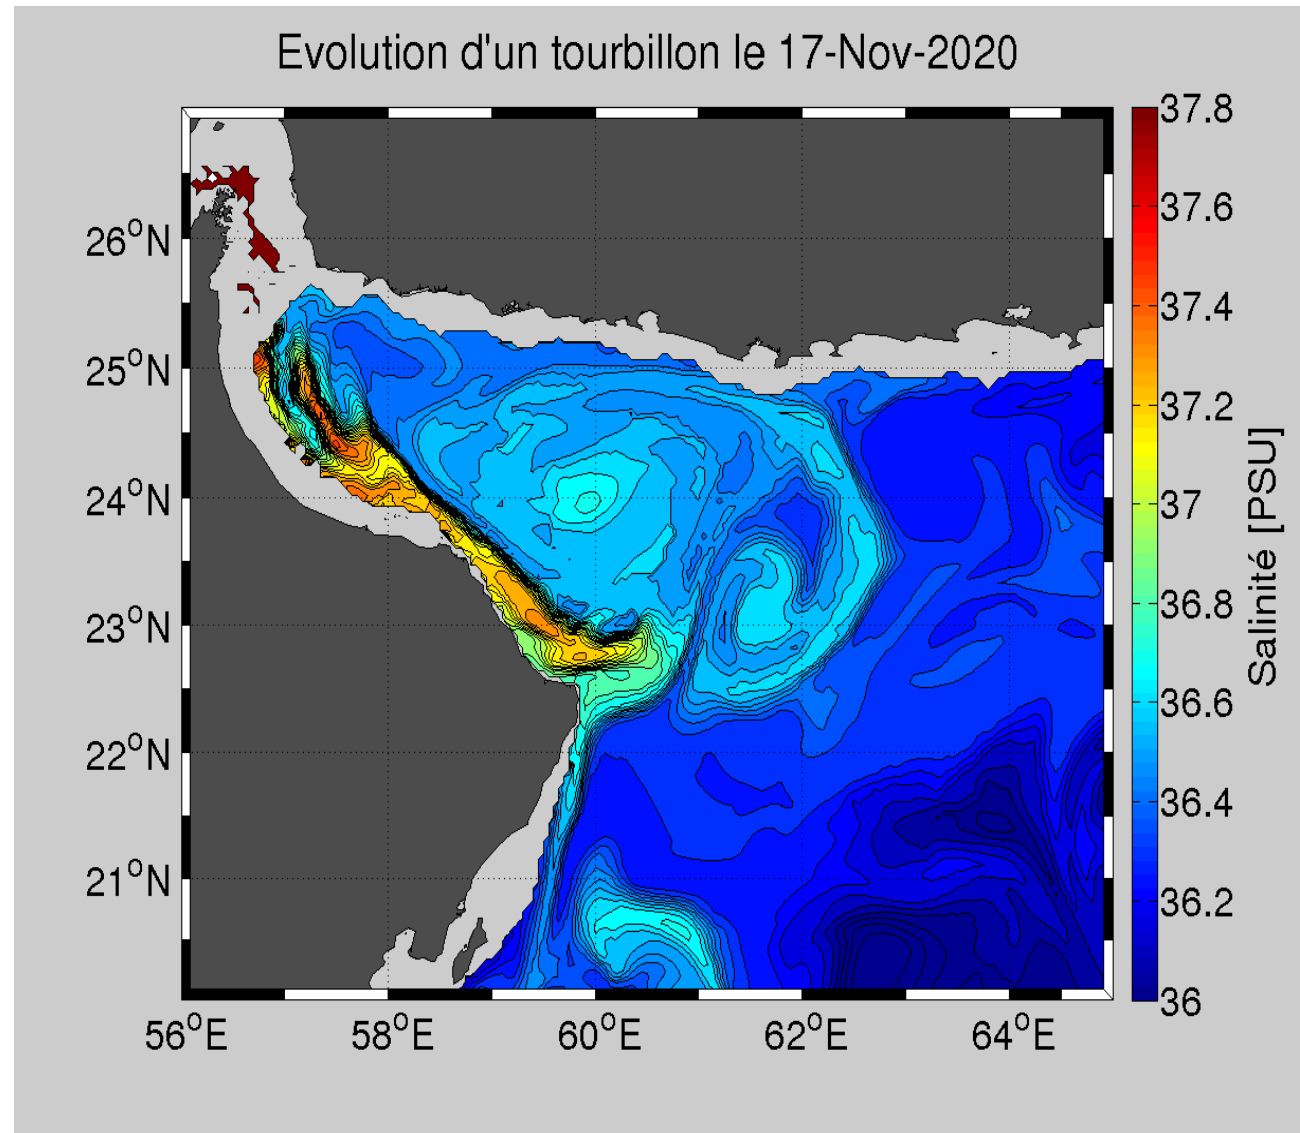 Evolution d'un tourbillon le 17-Nov-2020
26°N
25°N
24°N
23°N
22°N
21°N
56°E 58°E 60°E 62°E 64°E
37.8
37.6
37.4
37.2
37
36.8
36.6
36.4
36.2
36
Salinité [PSU]